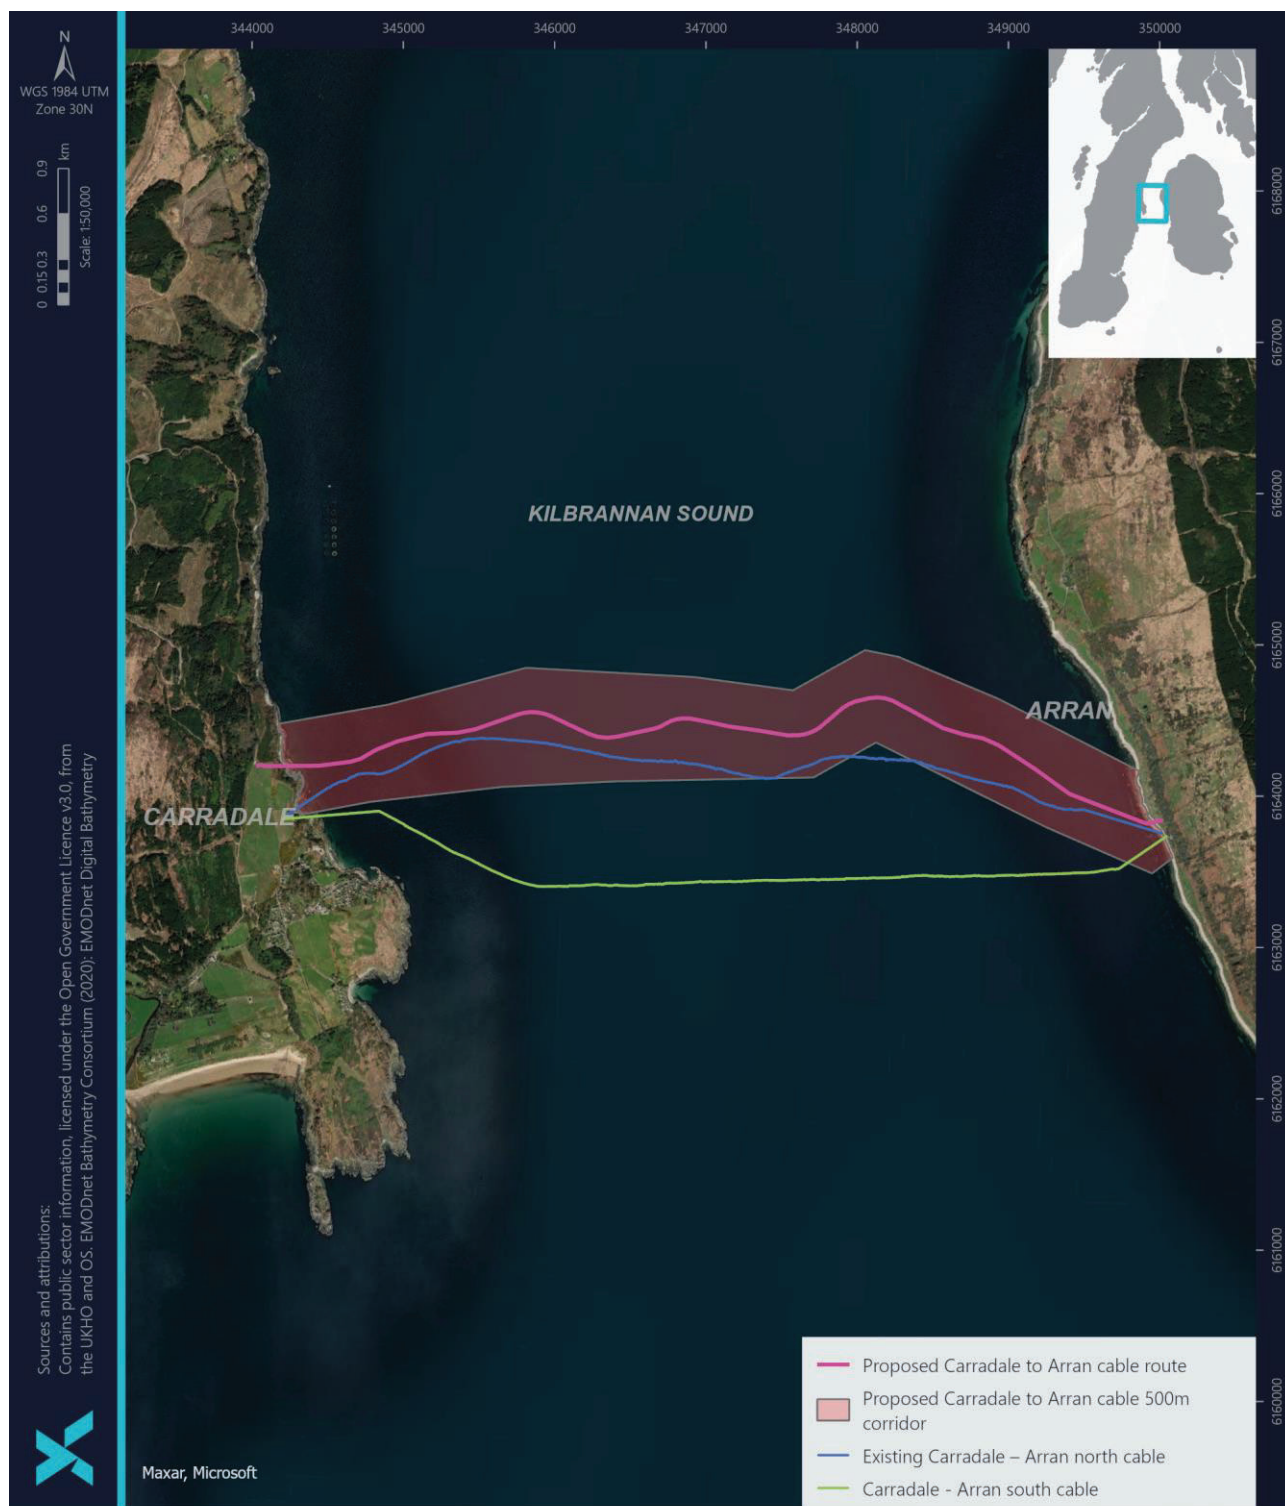 344000 345000 346000 347000 348000 349000 350000
N
WGS 1984 UTM
Zone 30N
0 0.15 0.3 0.6 0.9 km
Scale: 1:50,000
6168000
6167000
6166000
6165000
6164000
6163000
6162000
6161000
6160000
KILBRANNAN SOUND
ARRAN
CARRADALE
Sources and attributions:
Contains public sector information, licensed under the Open Government Licence v3.0, from
the UKHO and OS. EMODnet Bathymetry Consortium (2020): EMODnet Digital Bathymetry
Maxar, Microsoft
Proposed Carradale to Arran cable route
Proposed Carradale to Arran cable 500m
corridor
Existing Carradale – Arran north cable
Carradale - Arran south cable